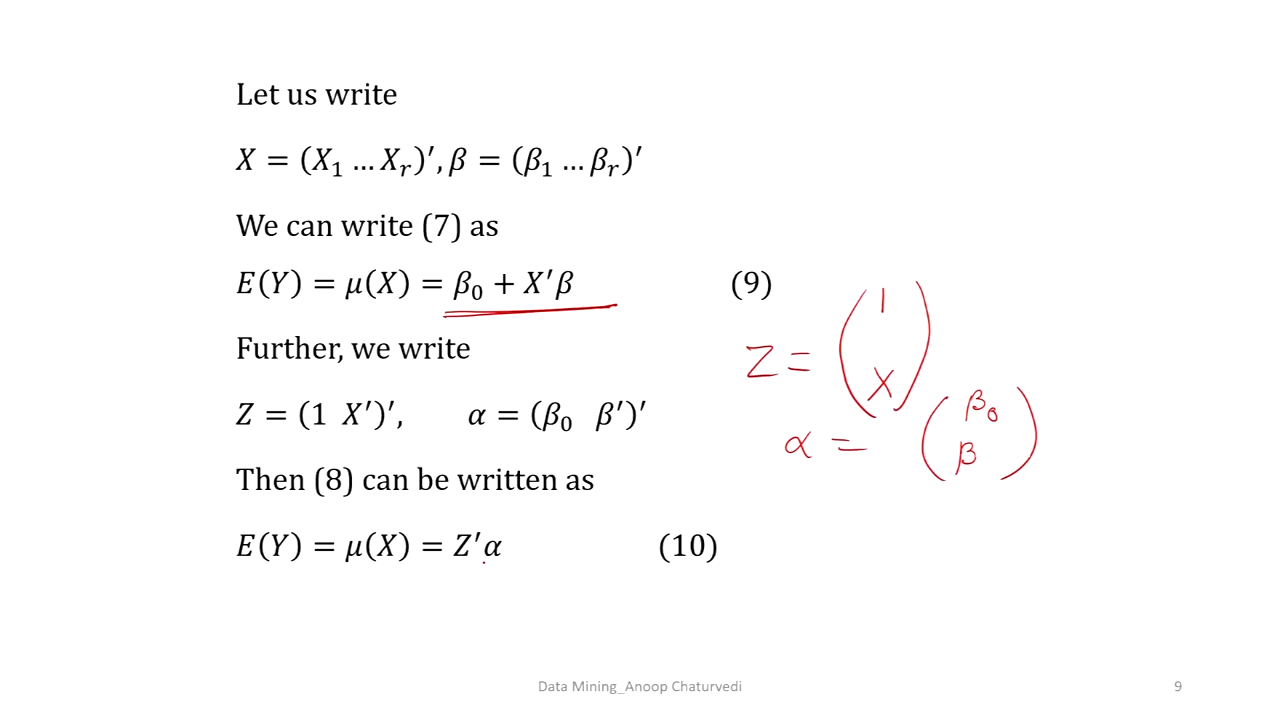 Let us write
X = (X₁ … Xᵣ)′, β = (β₁ … βᵣ)′
We can write (7) as
E(Y) = μ(X) = β₀ + X′β (9)
Further, we write
Z = (1 X′)′, α = (β₀ β′)′
Z = (1 X)
α = (β₀ β)
Then (8) can be written as
E(Y) = μ(X) = Z′α (10)
Data Mining_Anoop Chaturvedi 9